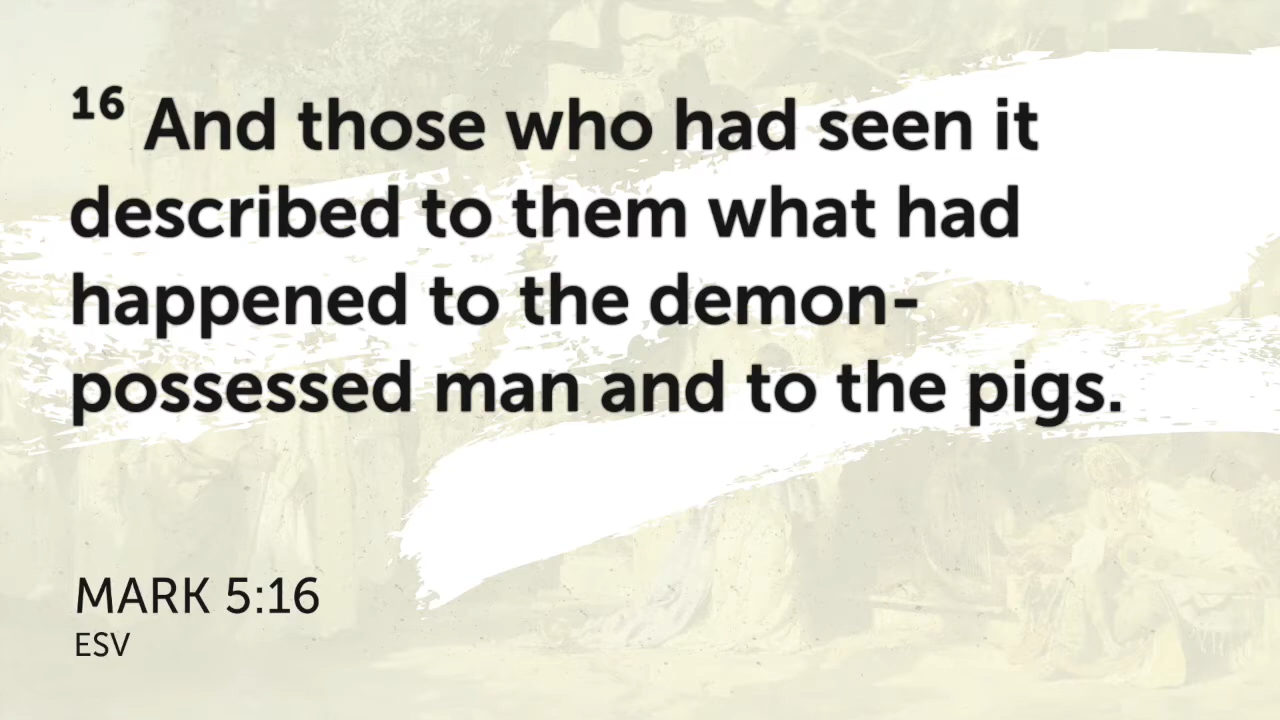 16 And those who had seen it
described to them what had
happened to the demon-
possessed man and to the pigs.
MARK 5:16
ESV